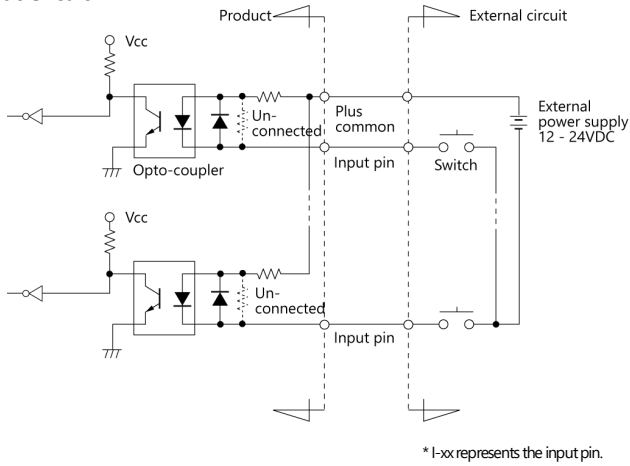 Product
External circuit
Vcc
Un-
connected
Plus
common
External
power supply
12 - 24VDC
Opto-coupler
Input pin
Switch
Vcc
Un-
connected
Input pin
* I-xx represents the input pin.